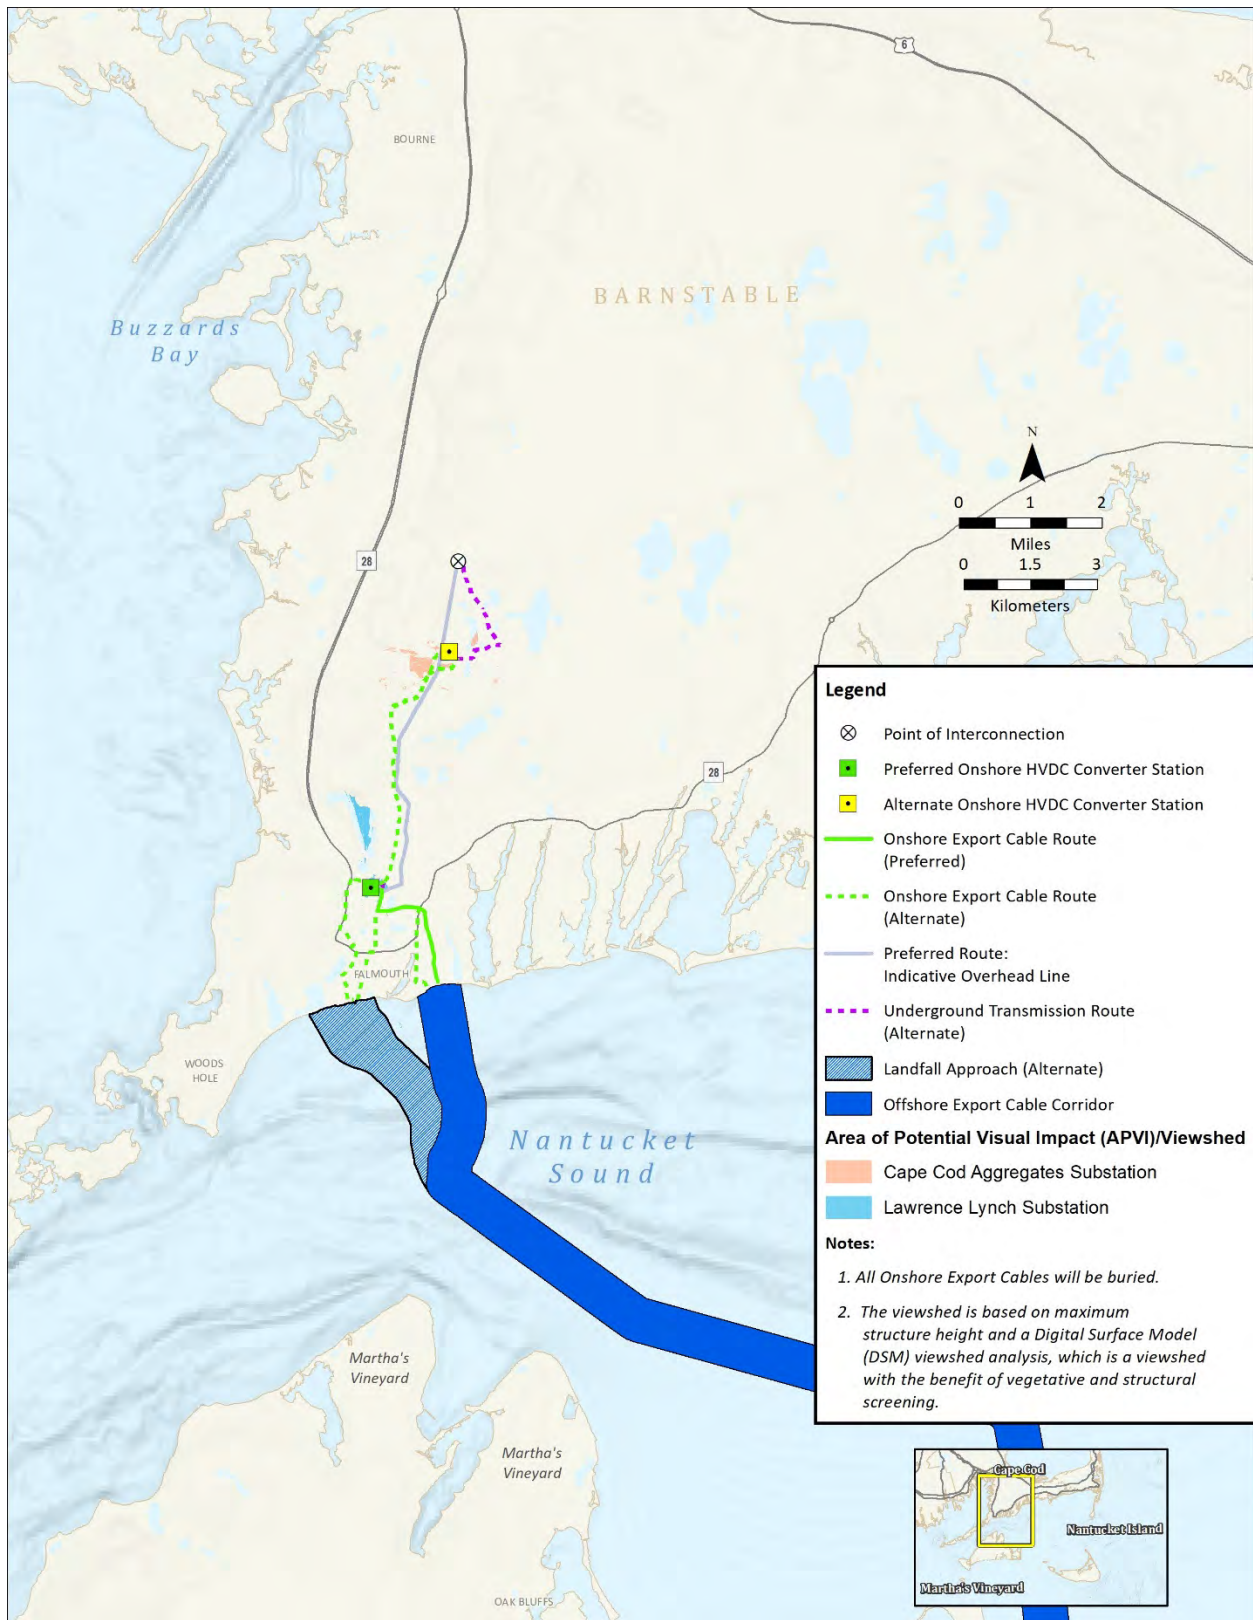 6
BOURNE
BARNSTABLE
Buzzards
Bay
N
0 1 2
Miles
0 1.5 3
Kilometers
28
28
Legend
Point of Interconnection
Preferred Onshore HVDC Converter Station
Alternate Onshore HVDC Converter Station
Onshore Export Cable Route
(Preferred)
Onshore Export Cable Route
(Alternate)
Preferred Route:
Indicative Overhead Line
Underground Transmission Route
(Alternate)
Landfall Approach (Alternate)
Offshore Export Cable Corridor
Area of Potential Visual Impact (APVI)/Viewshed
Cape Cod Aggregates Substation
Lawrence Lynch Substation
Notes:
1. All Onshore Export Cables will be buried.
2. The viewshed is based on maximum
structure height and a Digital Surface Model
(DSM) viewshed analysis, which is a viewshed
with the benefit of vegetative and structural
screening.
FALMOUTH
WOODS
HOLE
Nantucket
Sound
Martha's
Vineyard
Martha's
Vineyard
OAK BLUFFS
Cape Cod
Nantucket Island
Martha's Vineyard